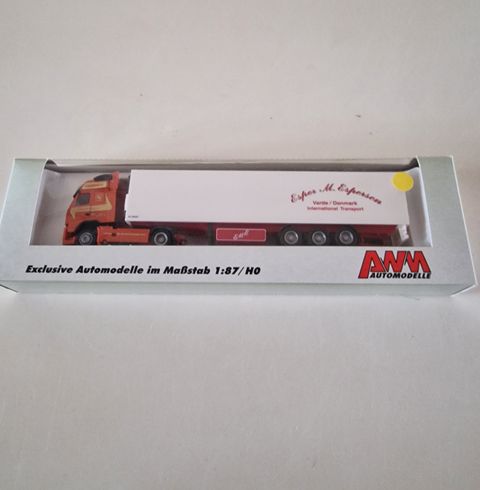 Esper M. Espersen
Varde / Danmark
International Transport
Exclusive Automodelle im Maßstab 1:87/H0
AWM
AUTOMODELLE